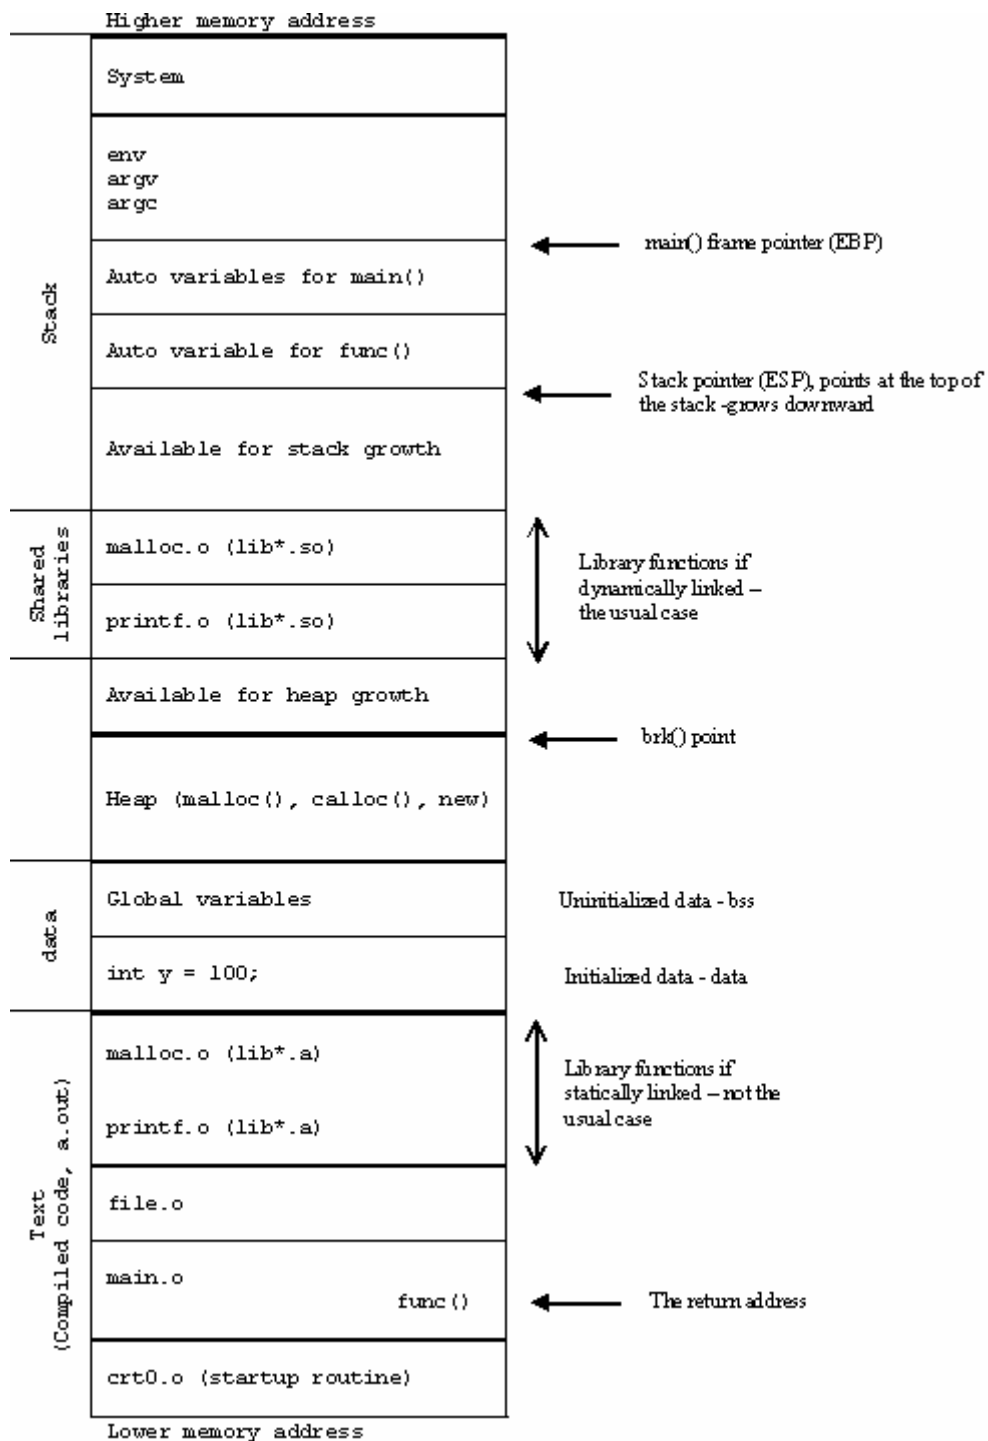 Higher memory address
System
env
argv
argc
main() frame pointer (EBP)
Auto variables for main()
Stack
Auto variable for func()
Stack pointer (ESP), points at the top of
the stack -grows downward
Available for stack growth
Shared
libraries
malloc.o (lib*.so)
printf.o (lib*.so)
Library functions if
dynamically linked –
the usual case
Available for heap growth
brk() point
Heap (malloc(), calloc(), new)
data
Global variables
Uninitialized data - bss
int y = 100;
Initialized data - data
Text
(Compiled code, a.out)
malloc.o (lib*.a)
printf.o (lib*.a)
Library functions if
statically linked – not the
usual case
file.o
main.o
func()
The return address
crt0.o (startup routine)
Lower memory address